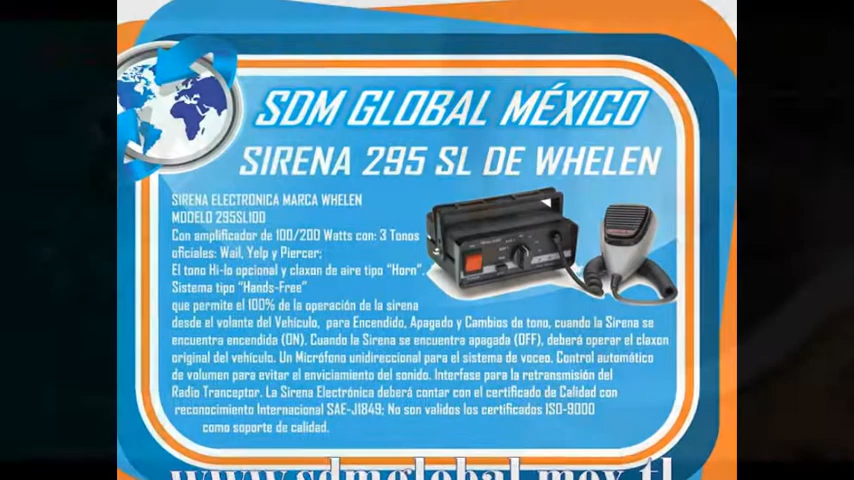 SDM GLOBAL MÉXICO
SIRENA 295 SL DE WHELEN
SIRENA ELECTRONICA MARCA WHELEN
MODELO 295SL100
Con amplificador de 100/200 Watts con: 3 Tonos
oficiales: Wail, Yelp y Piercer;
El tono Hi-lo opcional y claxon de aire tipo “Horn”.
Sistema tipo “Hands-Free”
que permite el 100% de la operación de la sirena
desde el volante del Vehículo, para Encendido, Apagado y Cambios de tono, cuando la Sirena se
encuentra encendida (ON). Cuando la Sirena se encuentra apagada (OFF), deberá operar el claxon
original del vehículo. Un Micrófono unidireccional para el sistema de voceo. Control automático
de volumen para evitar el enviciamiento del sonido. Interfase para la retransmisión del
Radio Tranceptor. La Sirena Electrónica deberá contar con el certificado de Calidad con
reconocimiento Internacional SAE-J1849; No son validos los certificados ISO-9000
como soporte de calidad.
www.sdmglobal.mex.tl